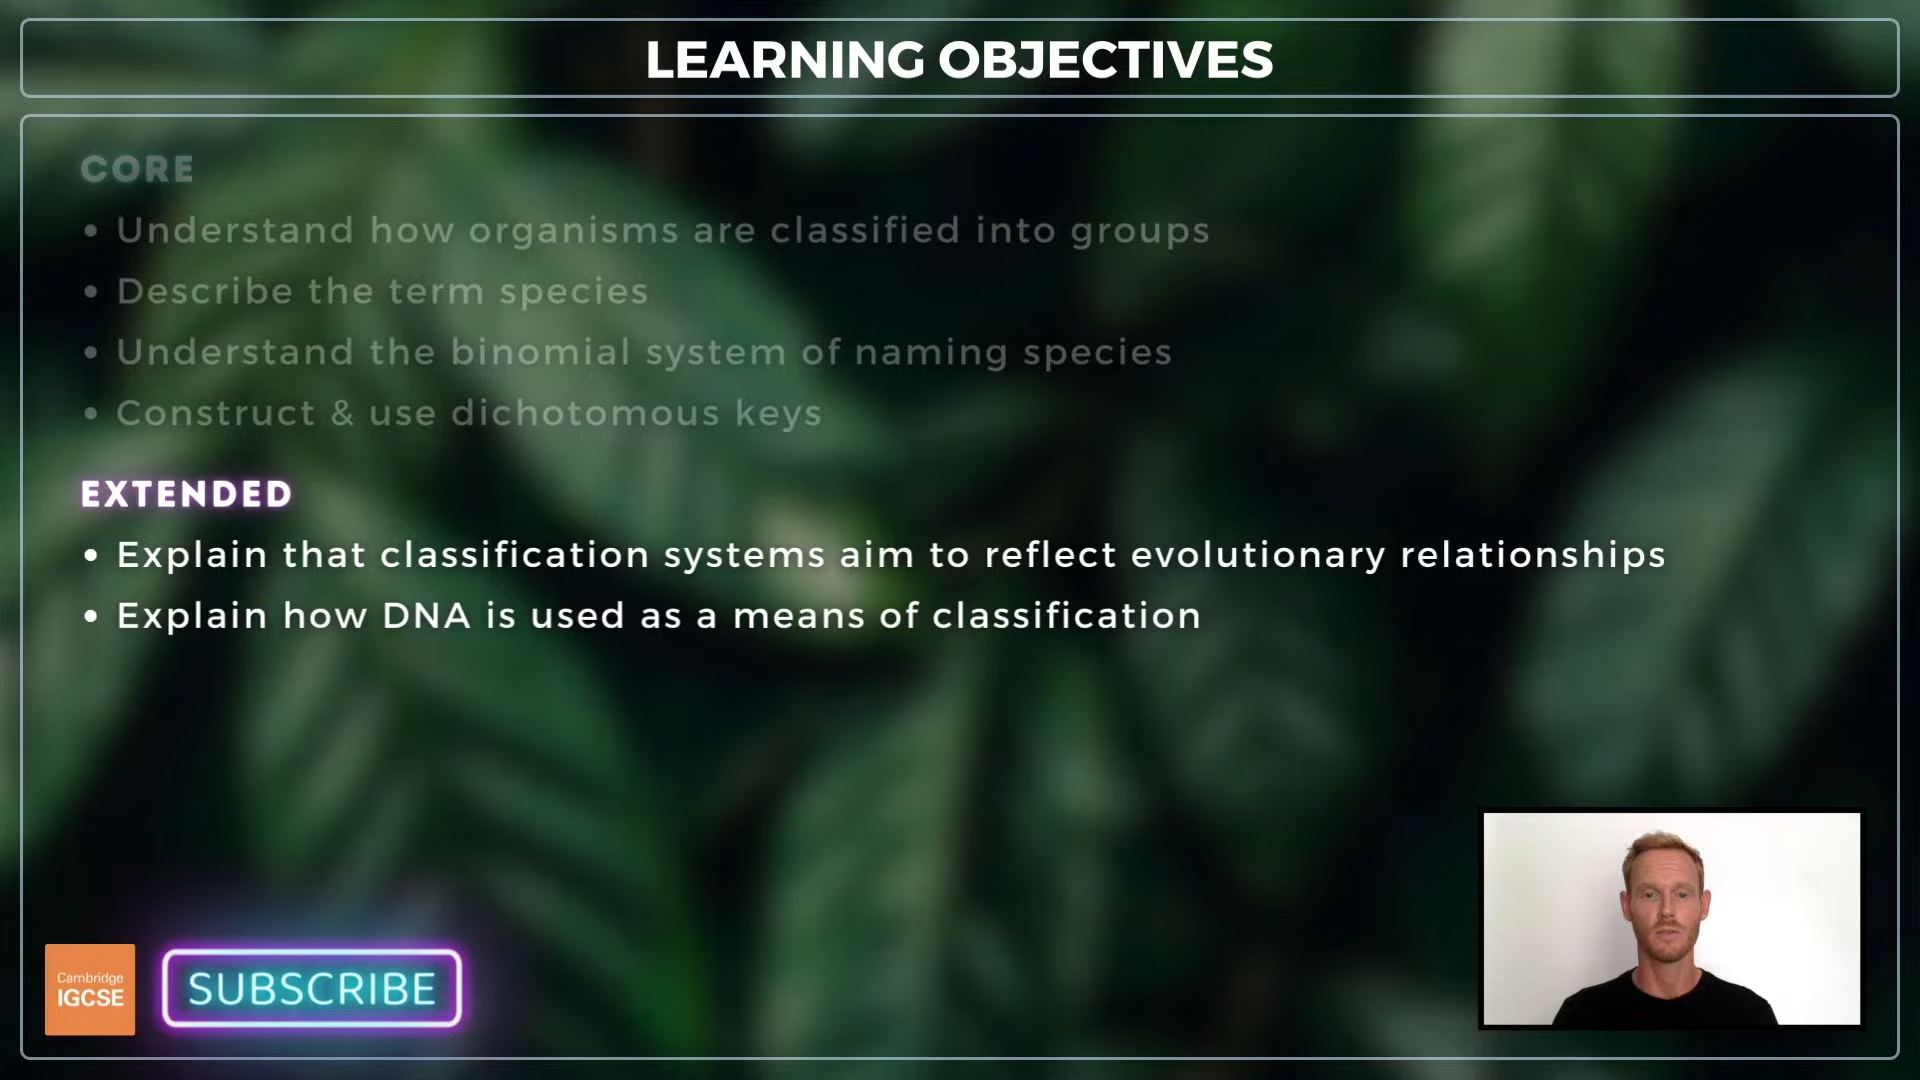 LEARNING OBJECTIVES
CORE
• Understand how organisms are classified into groups
• Describe the term species
• Understand the binomial system of naming species
• Construct & use dichotomous keys
EXTENDED
• Explain that classification systems aim to reflect evolutionary relationships
• Explain how DNA is used as a means of classification
Cambridge
IGCSE
SUBSCRIBE